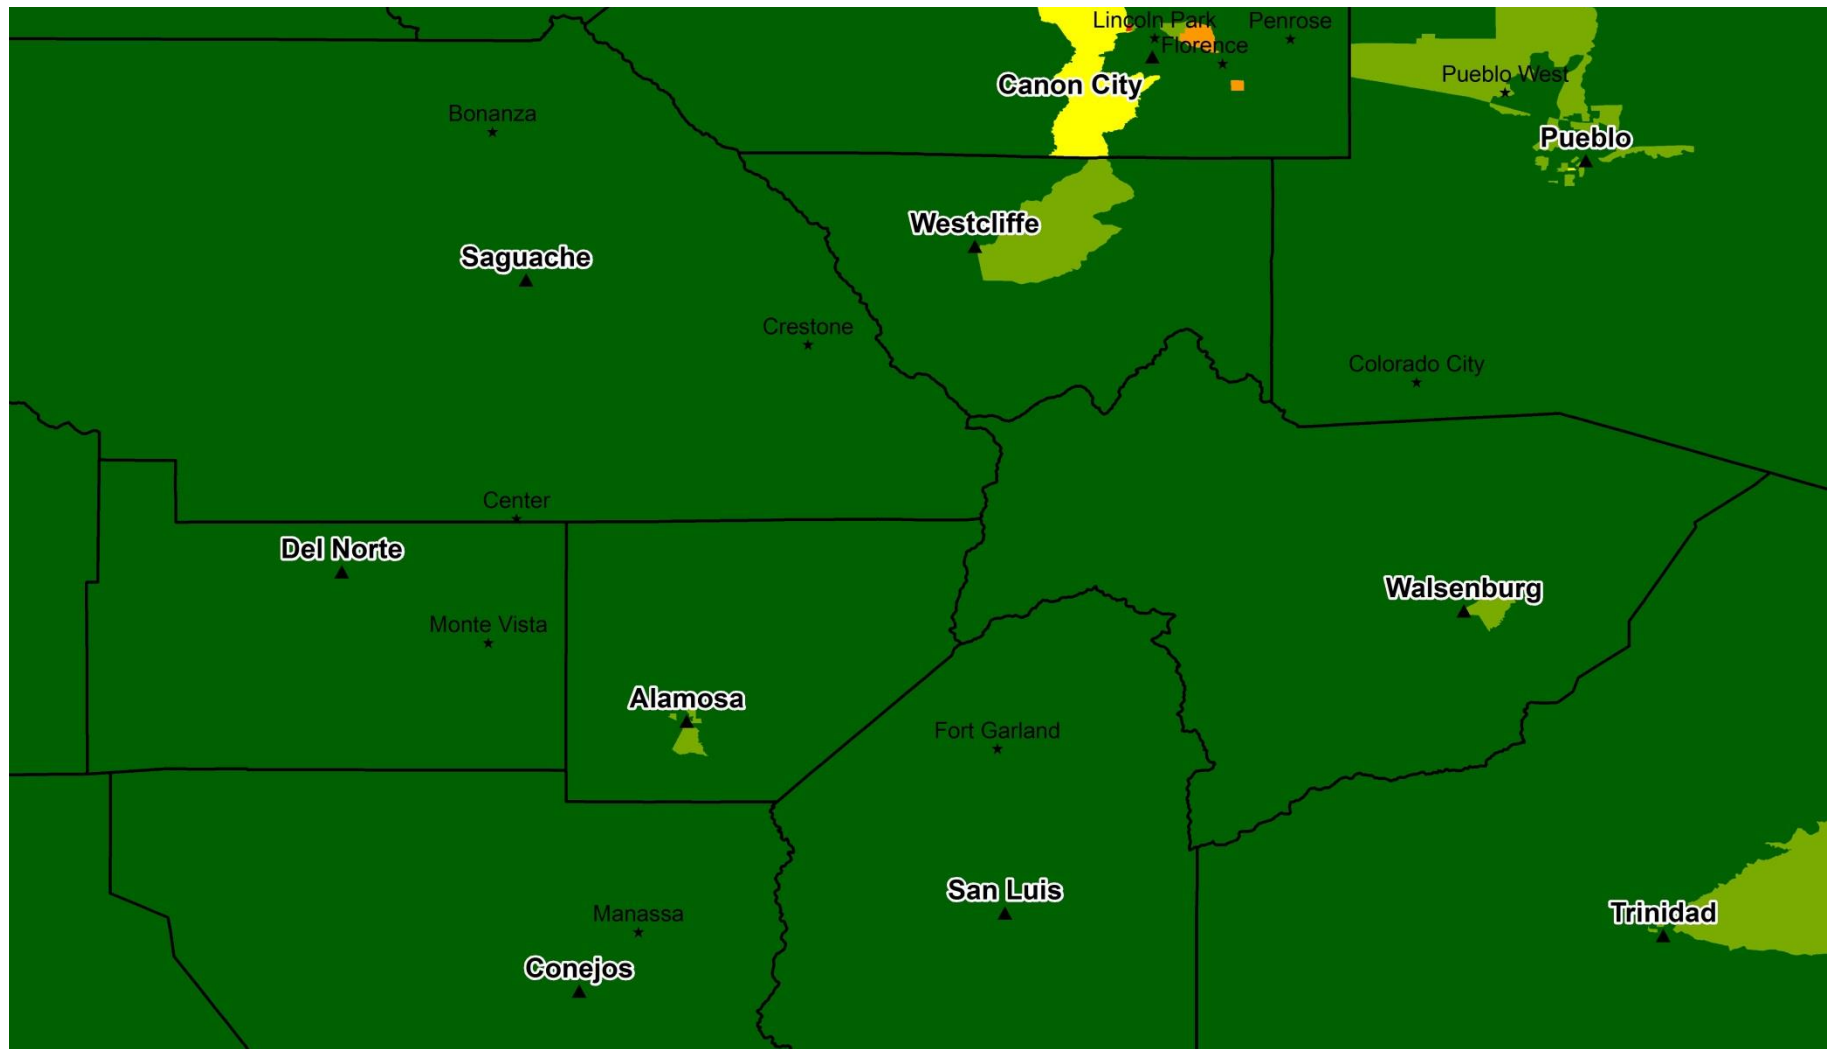 Lincoln Park
Penrose
Florence
Canon City
Pueblo West
Bonanza
Pueblo
Westcliffe
Saguache
Crestone
Colorado City
Center
Del Norte
Walsenburg
Monte Vista
Alamosa
Fort Garland
San Luis
Manassa
Trinidad
Conejos